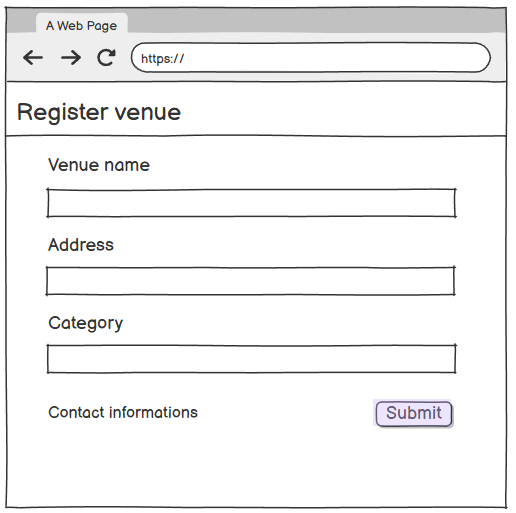 A Web Page
https://
Register venue
Venue name
Address
Category
Contact informations
Submit